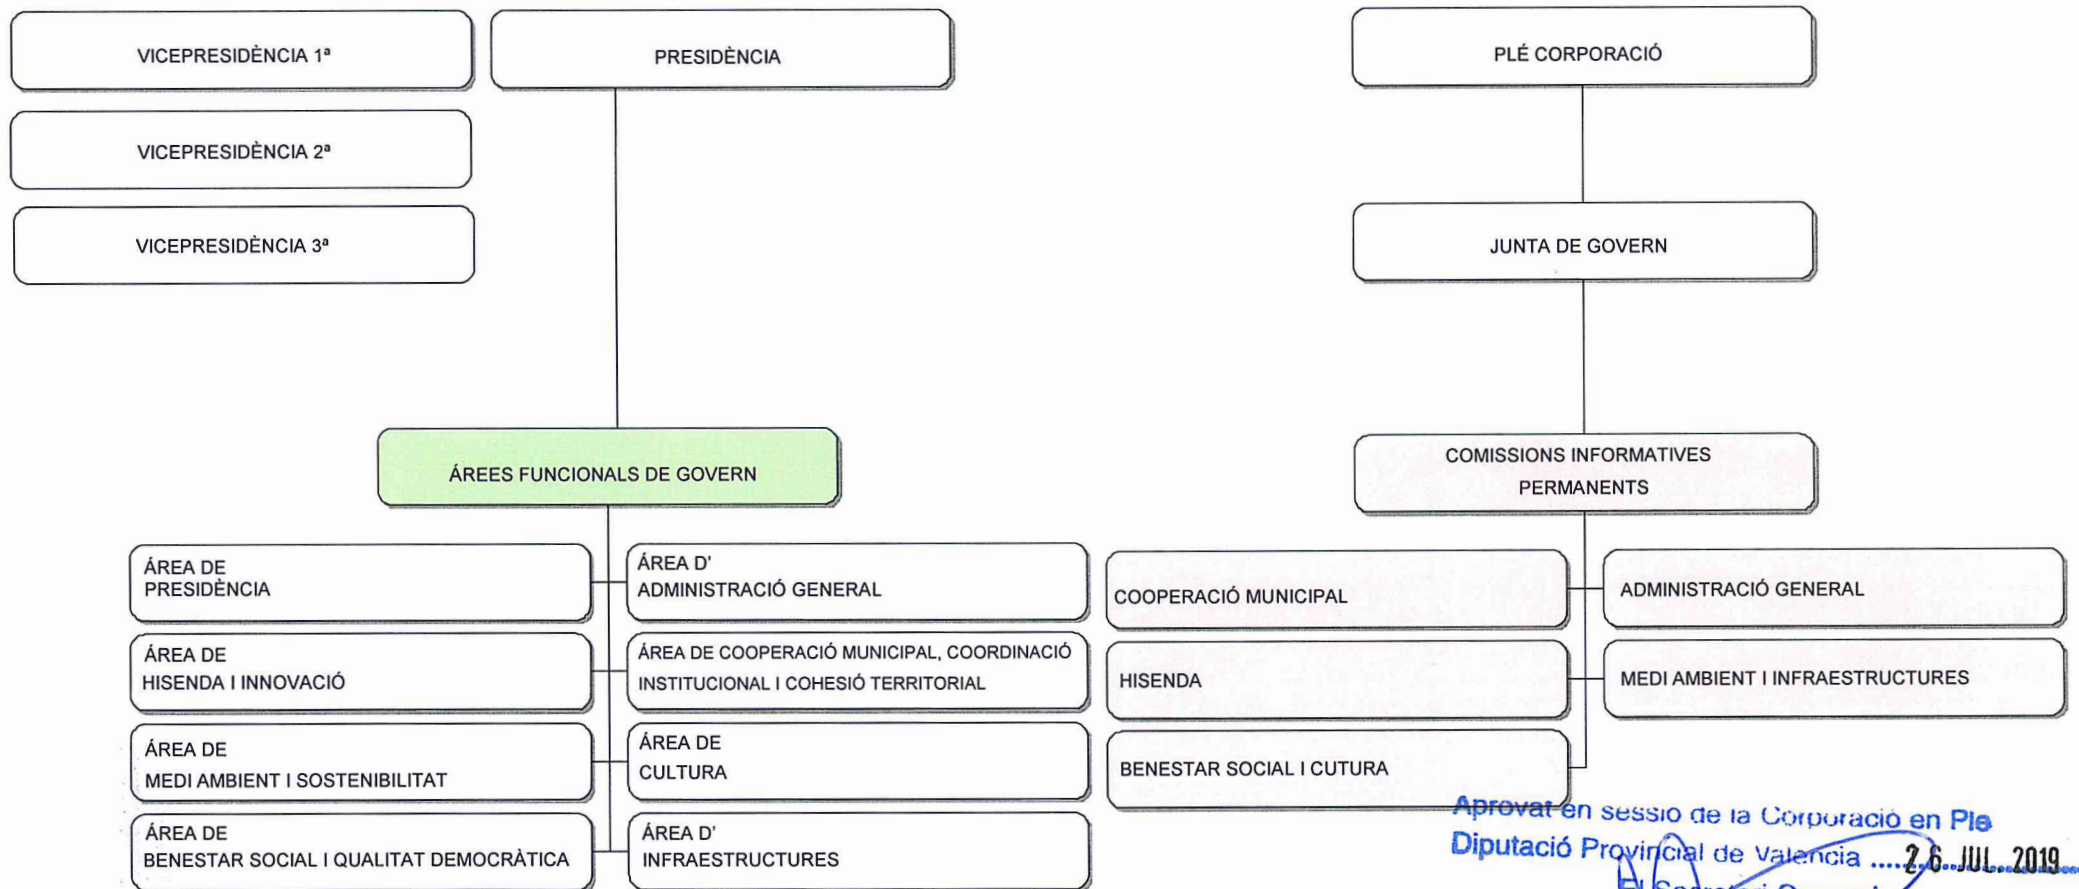 VICEPRESIDÈNCIA 1ª
PRESIDÈNCIA
PLÉ CORPORACIÓ
VICEPRESIDÈNCIA 2ª
VICEPRESIDÈNCIA 3ª
JUNTA DE GOVERN
ÁREES FUNCIONALS DE GOVERN
COMISSIONS INFORMATIVES
PERMANENTS
ÁREA DE
PRESIDÈNCIA
ÁREA D'
ADMINISTRACIÓ GENERAL
ÁREA DE
HISENDA I INNOVACIÓ
ÁREA DE COOPERACIÓ MUNICIPAL, COORDINACIÓ
INSTITUCIONAL I COHESIÓ TERRITORIAL
ÁREA DE
MEDI AMBIENT I SOSTENIBILITAT
ÁREA DE
CULTURA
ÁREA DE
BENESTAR SOCIAL I QUALITAT DEMOCRÀTICA
ÁREA D'
INFRAESTRUCTURES
COOPERACIÓ MUNICIPAL
ADMINISTRACIÓ GENERAL
HISENDA
MEDI AMBIENT I INFRAESTRUCTURES
BENESTAR SOCIAL I CUTURA
Aprovat en sessió de la Corporació en Ple
Diputació Provincial de Valencia ..... 26 JUL. 2019
El Secretari